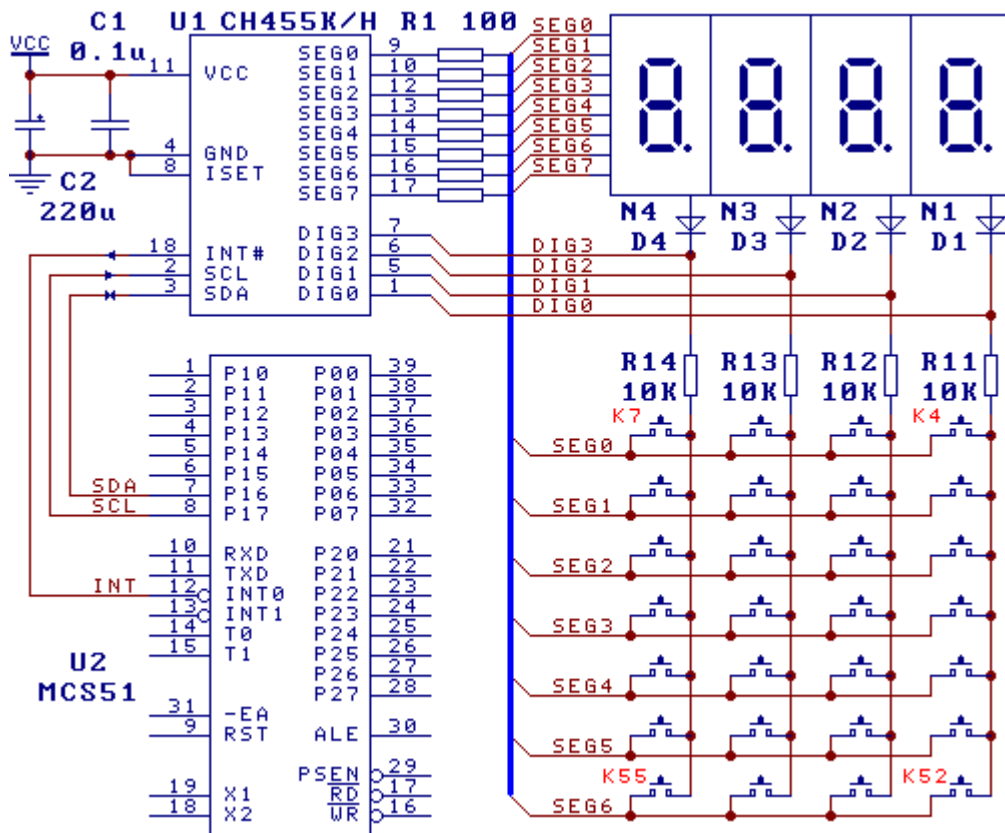 C1
0.1u
VCC
U1 CH455K/H
R1 100
11 VCC
4 GND
8 ISET
C2
220u
18 INT#
2 SCL
3 SDA
SEG0 9
SEG1 10
SEG2 12
SEG3 13
SEG4 14
SEG5 15
SEG6 16
SEG7 17
DIG3 7
DIG2 6
DIG1 5
DIG0 1
SEG0
SEG1
SEG2
SEG3
SEG4
SEG5
SEG6
SEG7
N4 N3 N2 N1
D4 D3 D2 D1
DIG3
DIG2
DIG1
DIG0
R14 R13 R12 R11
10K 10K 10K 10K
K7 K4
SEG0
SEG1
SEG2
SEG3
SEG4
SEG5
K55 K52
SEG6
1 P10 P00 39
2 P11 P01 38
3 P12 P02 37
4 P13 P03 36
5 P14 P04 35
6 P15 P05 34
SDA 7 P16 P06 33
SCL 8 P17 P07 32
10 RXD P20 21
11 TXD P21 22
INT 12 INT0 P22 23
13 INT1 P23 24
14 T0 P24 25
15 T1 P25 26
P26 27
P27 28
U2
MCS51
31 -EA
9 RST ALE 30
PSEN 29
19 X1 RD 17
18 X2 WR 16